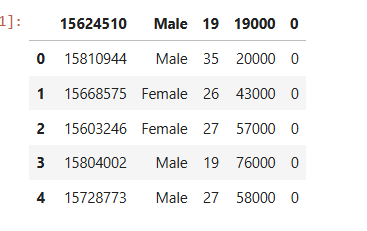 1]: 15624510 Male 19 19000 0
0 15810944 Male 35 20000 0
1 15668575 Female 26 43000 0
2 15603246 Female 27 57000 0
3 15804002 Male 19 76000 0
4 15728773 Male 27 58000 0